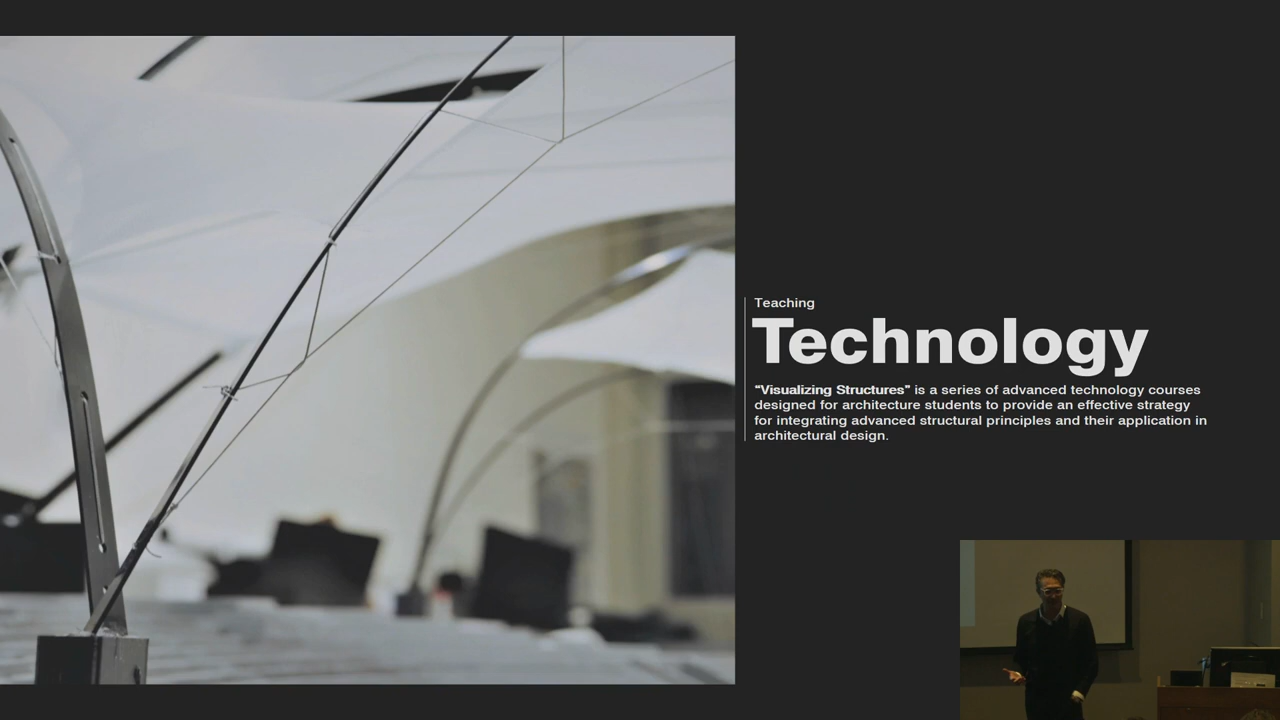 Teaching
Technology
"Visualizing Structures" is a series of advanced technology courses
designed for architecture students to provide an effective strategy
for integrating advanced structural principles and their application in
architectural design.